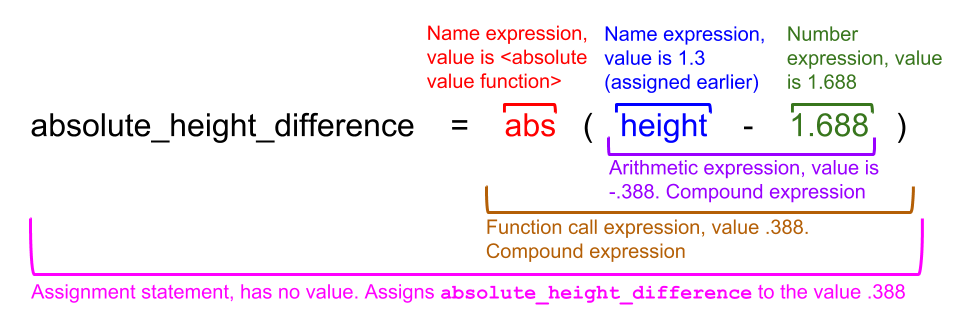 Name expression,
value is <absolute
value function>
Name expression,
value is 1.3
(assigned earlier)
Number
expression, value
is 1.688
absolute_height_difference = abs ( height - 1.688 )
Arithmetic expression, value is
-.388. Compound expression
Function call expression, value .388.
Compound expression
Assignment statement, has no value. Assigns absolute_height_difference to the value .388